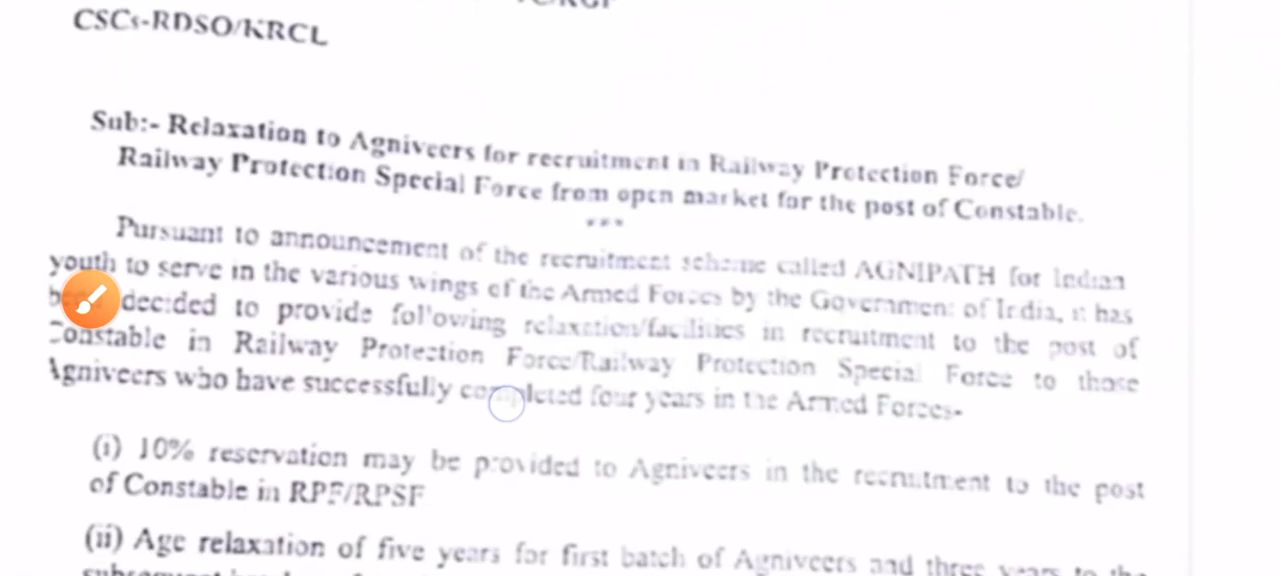 CSCs-RDSO/KRCL
Sub:- Relaxation to Agniveers for recruitment in Railway Protection Force/
Railway Protection Special Force from open market for the post of Constable.
***
Pursuant to announcement of the recruitment scheme called AGNIPATH for Indian
youth to serve in the various wings of the Armed Forces by the Government of India, it has
decided to provide following relaxation/facilities in recruitment to the post of
Constable in Railway Protection Force/Railway Protection Special Force to those
Agniveers who have successfully completed four years in the Armed Forces-
(i) 10% reservation may be provided to Agniveers in the recruitment to the post
of Constable in RPF/RPSF
(ii) Age relaxation of five years for first batch of Agniveers and three years to the